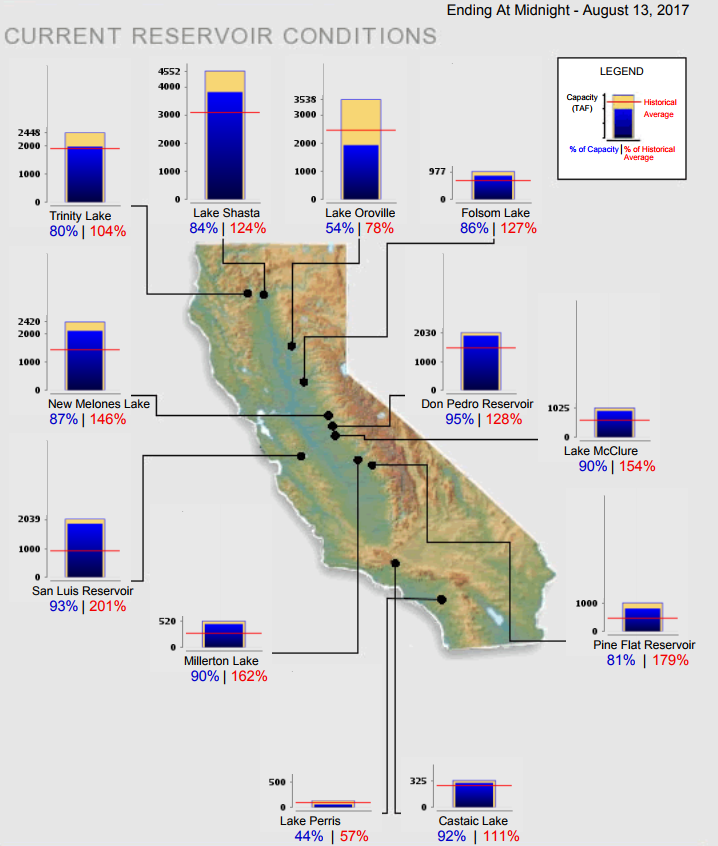 Ending At Midnight - August 13, 2017
CURRENT RESERVOIR CONDITIONS
LEGEND
Capacity
(TAF)
Historical
Average
% of Capacity | % of Historical
Average
2448
2000
1000
0
Trinity Lake
80% | 104%
4552
4000
3000
2000
1000
0
Lake Shasta
84% | 124%
3538
3000
2000
1000
0
Lake Oroville
54% | 78%
977
0
Folsom Lake
86% | 127%
2420
2000
1000
0
New Melones Lake
87% | 146%
2030
1000
0
Don Pedro Reservoir
95% | 128%
1025
0
Lake McClure
90% | 154%
2039
1000
0
San Luis Reservoir
93% | 201%
520
0
Millerton Lake
90% | 162%
1000
0
Pine Flat Reservoir
81% | 179%
500
0
Lake Perris
44% | 57%
325
0
Castaic Lake
92% | 111%